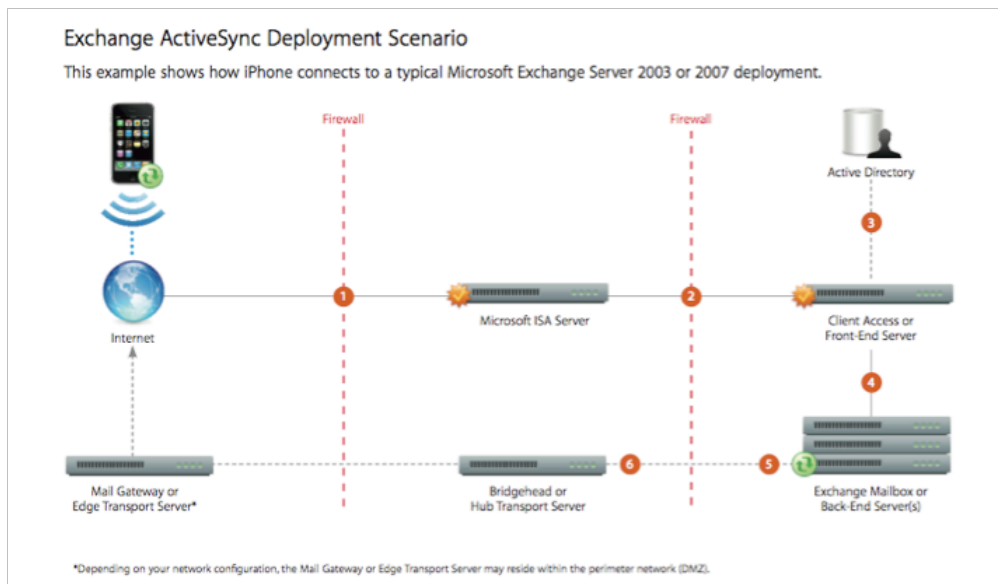 Exchange ActiveSync Deployment Scenario
This example shows how iPhone connects to a typical Microsoft Exchange Server 2003 or 2007 deployment.
Firewall
Firewall
Active Directory
3
1
2
Internet
Microsoft ISA Server
Client Access or
Front-End Server
4
6
5
Mail Gateway or
Edge Transport Server*
Bridgehead or
Hub Transport Server
Exchange Mailbox or
Back-End Server(s)
*Depending on your network configuration, the Mail Gateway or Edge Transport Server may reside within the perimeter network (DMZ).